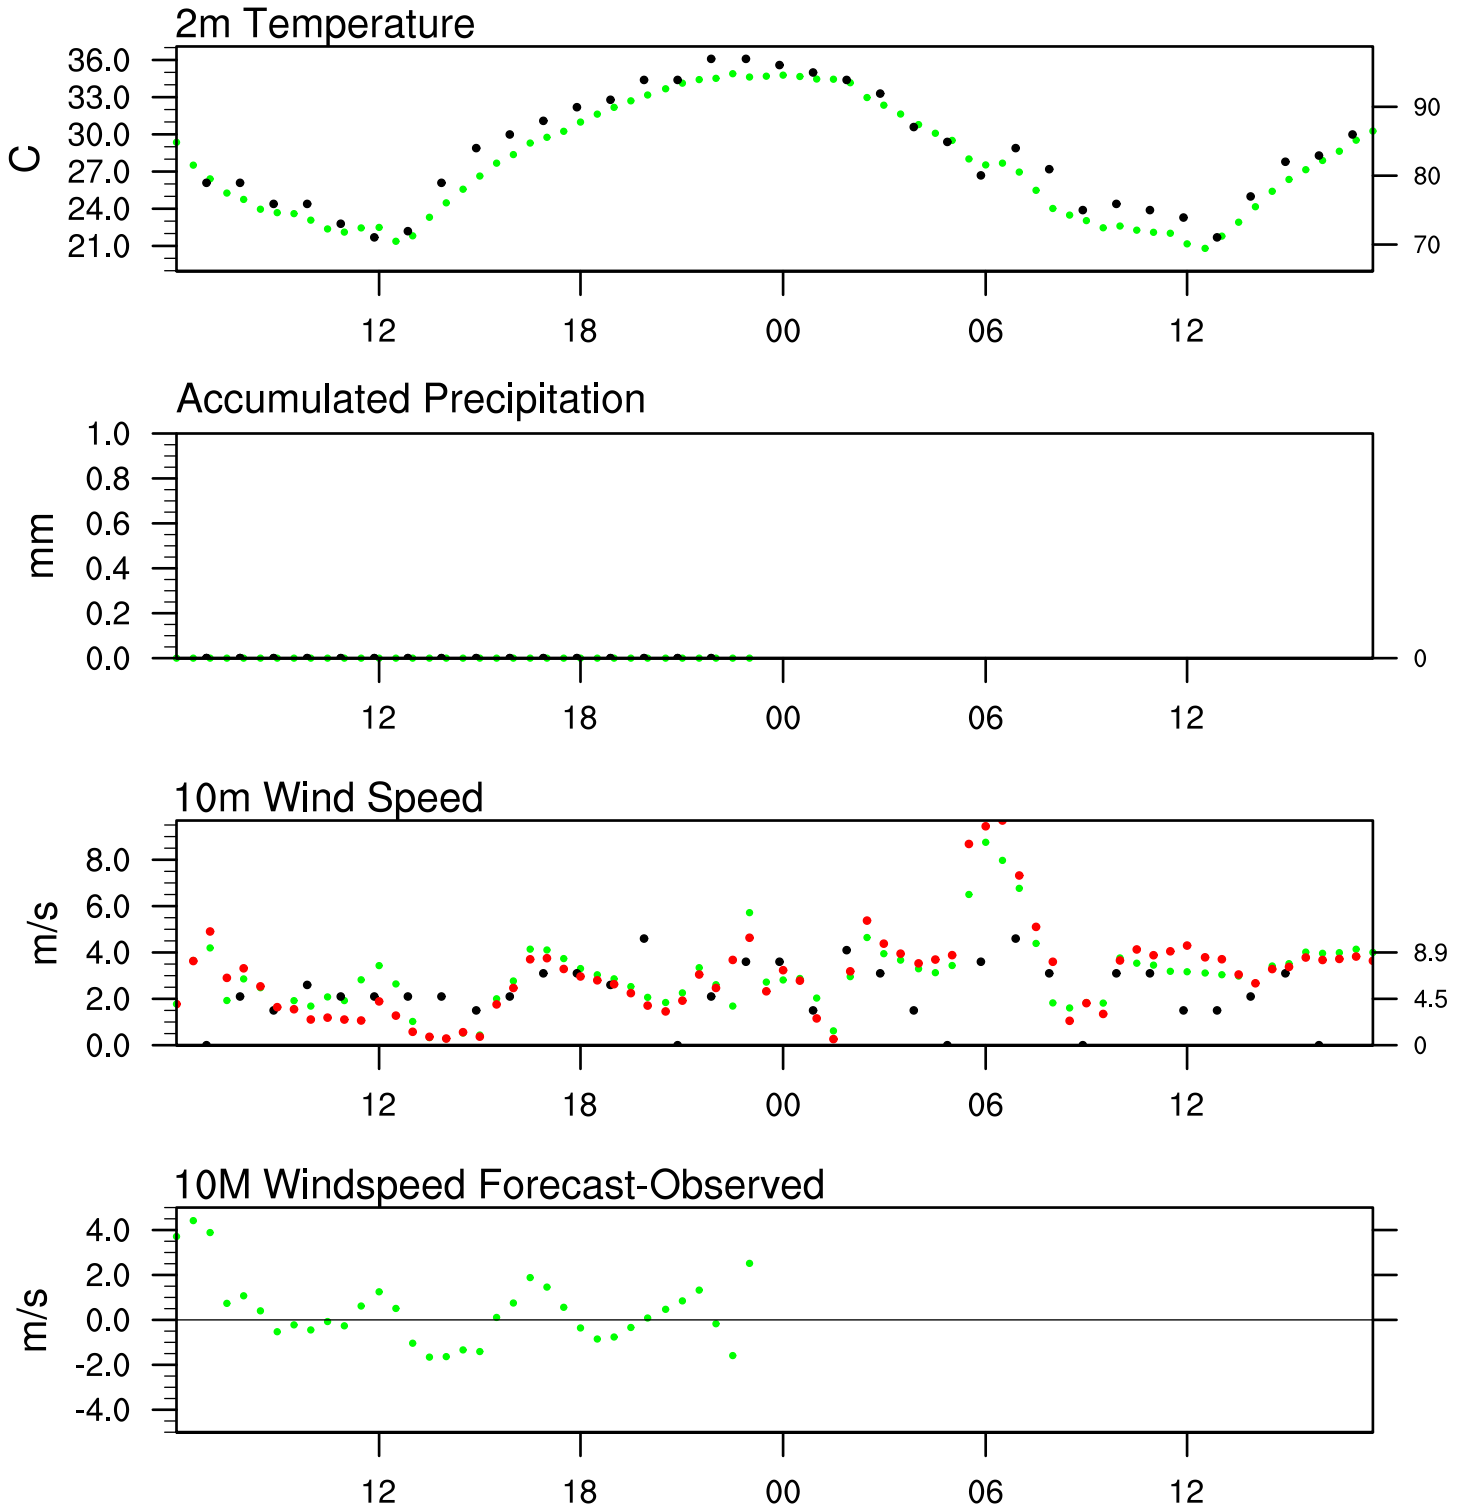 2m Temperature
36.0
33.0
30.0
27.0
24.0
21.0
C
90
80
70
12 18 00 06 12
Accumulated Precipitation
1.0
0.8
0.6
0.4
0.2
0.0
mm
0
12 18 00 06 12
10m Wind Speed
8.0
6.0
4.0
2.0
0.0
m/s
8.9
4.5
0
12 18 00 06 12
10M Windspeed Forecast-Observed
4.0
2.0
0.0
-2.0
-4.0
m/s
12 18 00 06 12